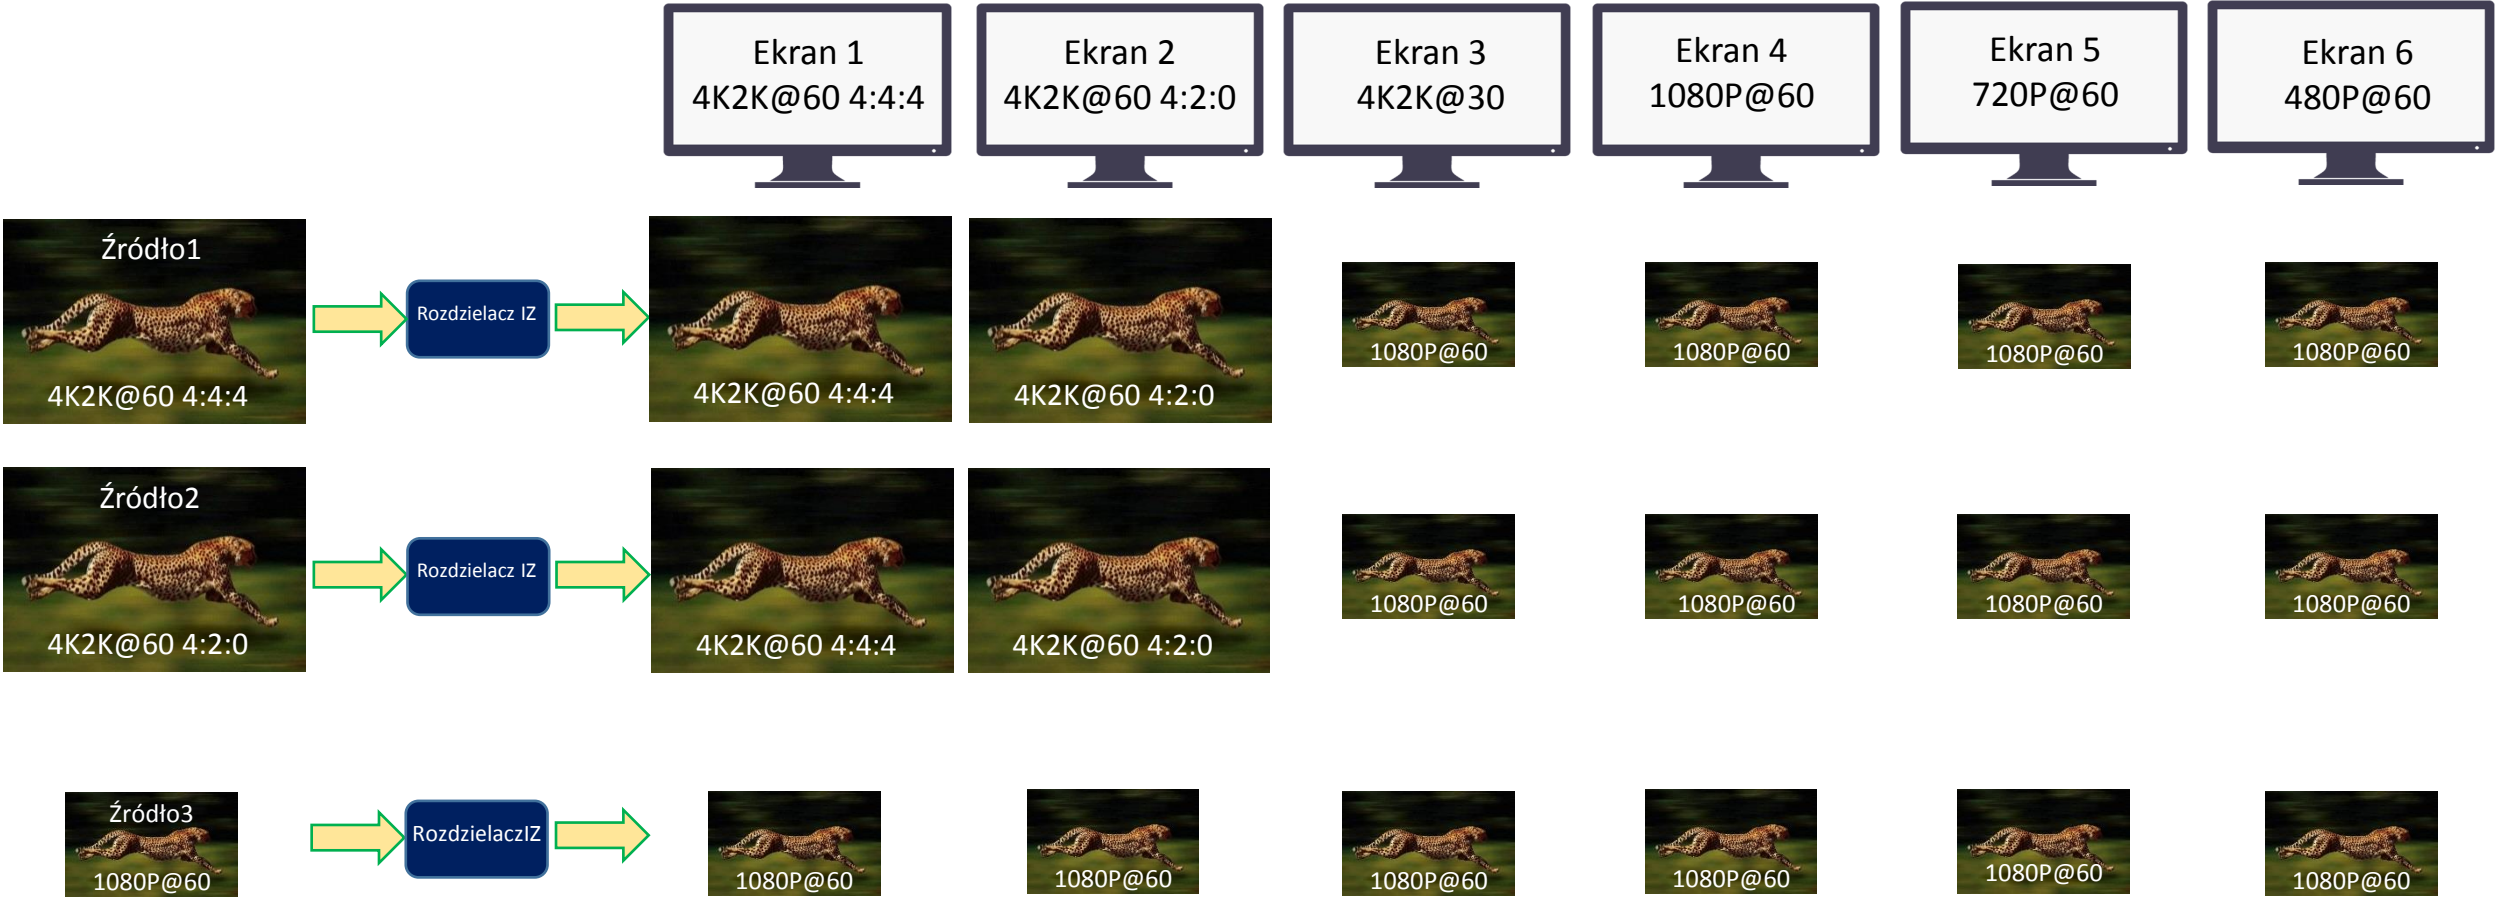 Ekran 1
4K2K@60 4:4:4
Ekran 2
4K2K@60 4:2:0
Ekran 3
4K2K@30
Ekran 4
1080P@60
Ekran 5
720P@60
Ekran 6
480P@60
Źródło1
4K2K@60 4:4:4
Rozdzielacz IZ
4K2K@60 4:4:4
4K2K@60 4:2:0
1080P@60
1080P@60
1080P@60
1080P@60
Źródło2
4K2K@60 4:2:0
Rozdzielacz IZ
4K2K@60 4:4:4
4K2K@60 4:2:0
1080P@60
1080P@60
1080P@60
1080P@60
Źródło3
1080P@60
RozdzielaczIZ
1080P@60
1080P@60
1080P@60
1080P@60
1080P@60
1080P@60